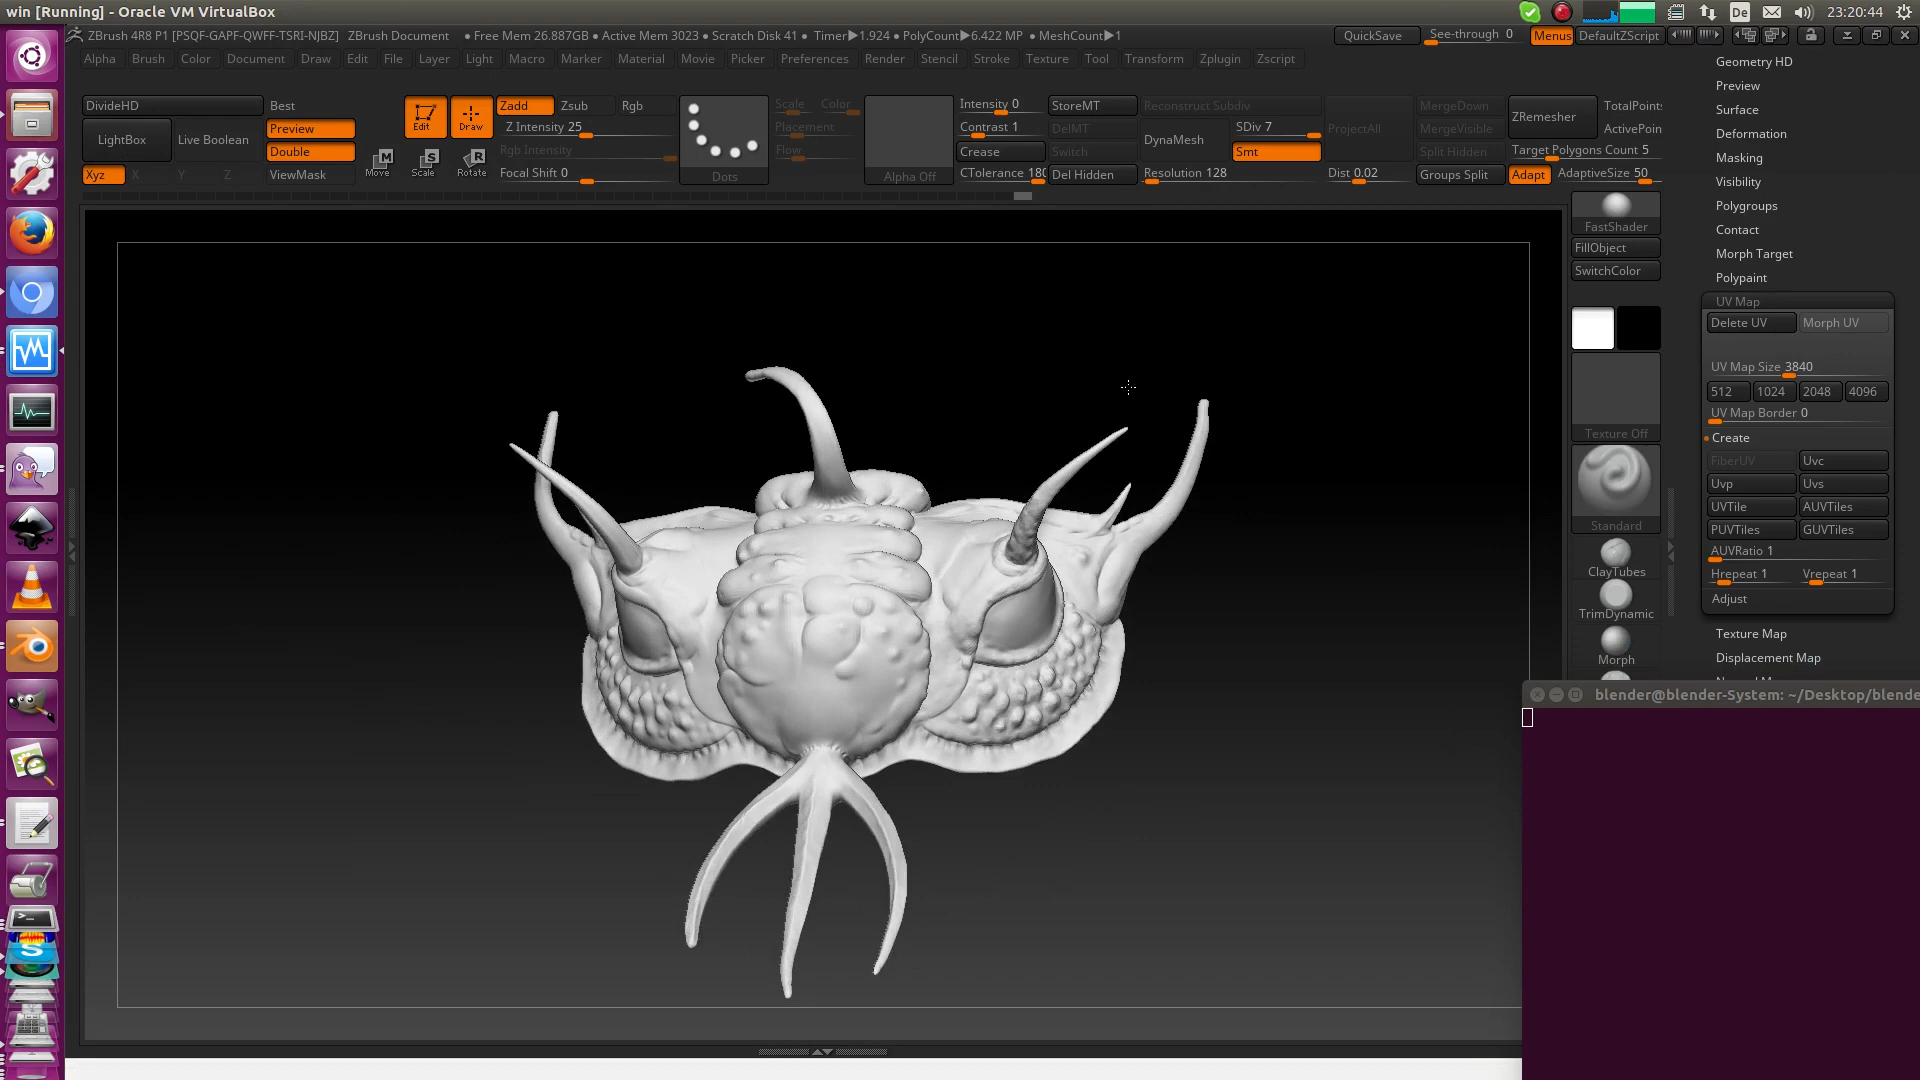 win [Running] - Oracle VM VirtualBox
De
23:20:44
ZBrush 4R8 P1 [PSQF-GAPF-QWFF-TSRI-NJBZ] ZBrush Document ● Free Mem 26.887GB ● Active Mem 3023 ● Scratch Disk 41 ● Timer▶1.924 ● PolyCount▶6.422 MP ● MeshCount▶1
QuickSave See-through 0 Menus DefaultZScript
Alpha Brush Color Document Draw Edit File Layer Light Macro Marker Material Movie Picker Preferences Render Stencil Stroke Texture Tool Transform Zplugin Zscript
DivideHD Best
LightBox Live Boolean Preview
Double
Xyz X Y Z ViewMask
Edit Draw
Move Scale Rotate
Zadd Zsub Rgb
Z Intensity 25
Rgb Intensity
Focal Shift 0
Dots
Scale Color
Placement
Flow
Alpha Off
Intensity 0
Contrast 1
Crease
CTolerance 180
StoreMT
DelMT
Switch
Del Hidden
Reconstruct Subdiv
DynaMesh
SDiv 7
Smt
Resolution 128
ProjectAll
Dist 0.02
MergeDown
MergeVisible
Split Hidden
Groups Split
ZRemesher
TotalPoints
ActivePoin
Target Polygons Count 5
Adapt AdaptiveSize 50
FastShader
FillObject
SwitchColor
Texture Off
Standard
ClayTubes
TrimDynamic
Morph
Geometry HD
Preview
Surface
Deformation
Masking
Visibility
Polygroups
Contact
Morph Target
Polypaint
UV Map
Delete UV Morph UV
UV Map Size 3840
512 1024 2048 4096
UV Map Border 0
Create
FiberUV Uvc
Uvp Uvs
UVTile AUVTiles
PUVTiles GUVTiles
AUVRatio 1
Hrepeat 1 Vrepeat 1
Adjust
Texture Map
Displacement Map
blender@blender-System: ~/Desktop/blende